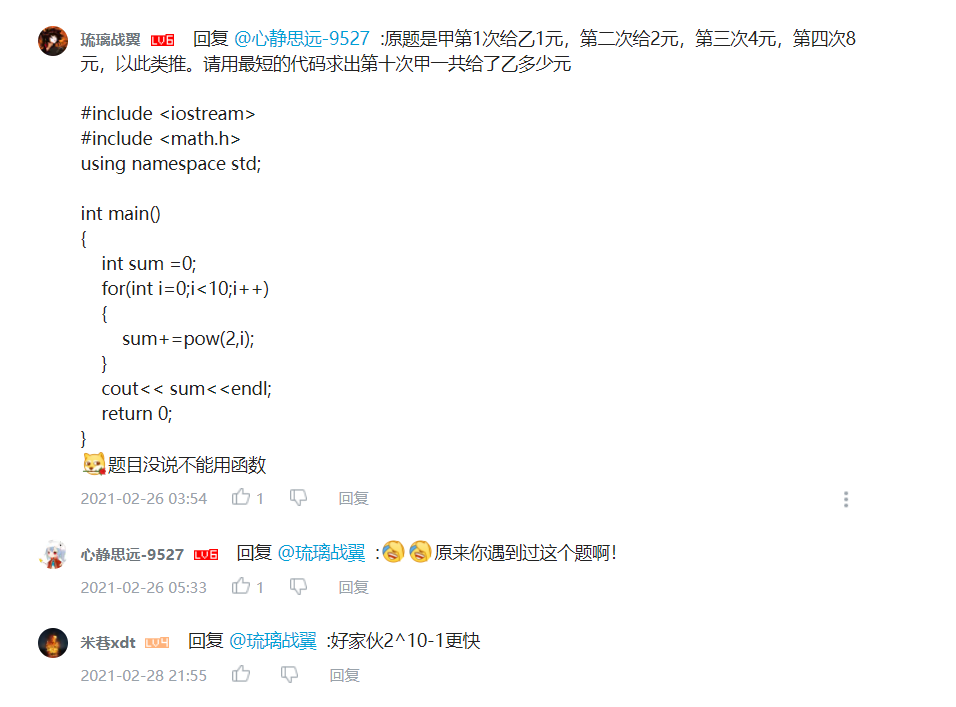 琉璃战翼 LV6 回复 @心静思远-9527 :原题是甲第1次给乙1元，第二次给2元，第三次4元，第四次8
元，以此类推。请用最短的代码求出第十次甲一共给了乙多少元
#include <iostream>
#include <math.h>
using namespace std;
int main()
{
int sum =0;
for(int i=0;i<10;i++)
{
sum+=pow(2,i);
}
cout<< sum<<endl;
return 0;
}
题目没说不能用函数
2021-02-26 03:54 1 回复
心静思远-9527 LV6 回复 @琉璃战翼 :原来你遇到过这个题啊！
2021-02-26 05:33 1 回复
米巷xdt LV4 回复 @琉璃战翼 :好家伙2^10-1更快
2021-02-28 21:55 回复